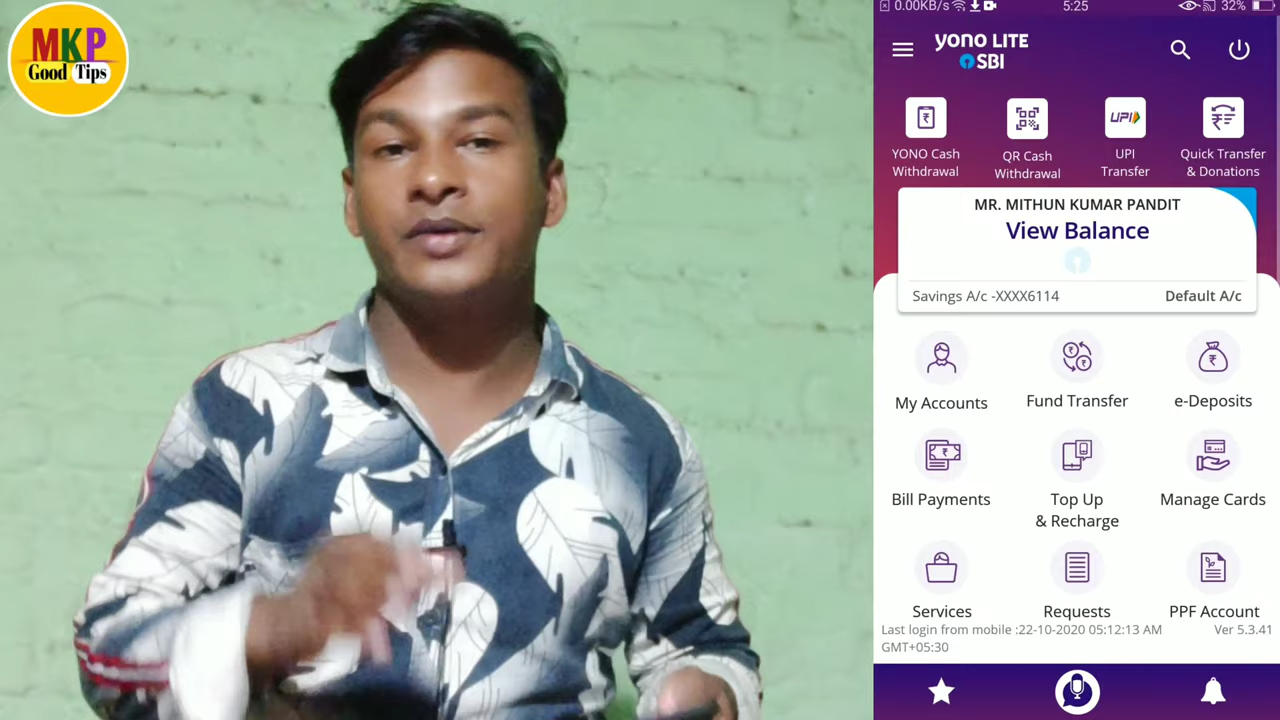 MKP
Good Tips
0.00KB/s
5:25
32%
yono LITE
SBI
YONO Cash
Withdrawal
QR Cash
Withdrawal
UPI
UPI
Transfer
Quick Transfer
& Donations
MR. MITHUN KUMAR PANDIT
View Balance
Savings A/c -XXXX6114
Default A/c
My Accounts
Fund Transfer
e-Deposits
Bill Payments
Top Up
& Recharge
Manage Cards
Services
Requests
PPF Account
Last login from mobile :22-10-2020 05:12:13 AM
GMT+05:30
Ver 5.3.41